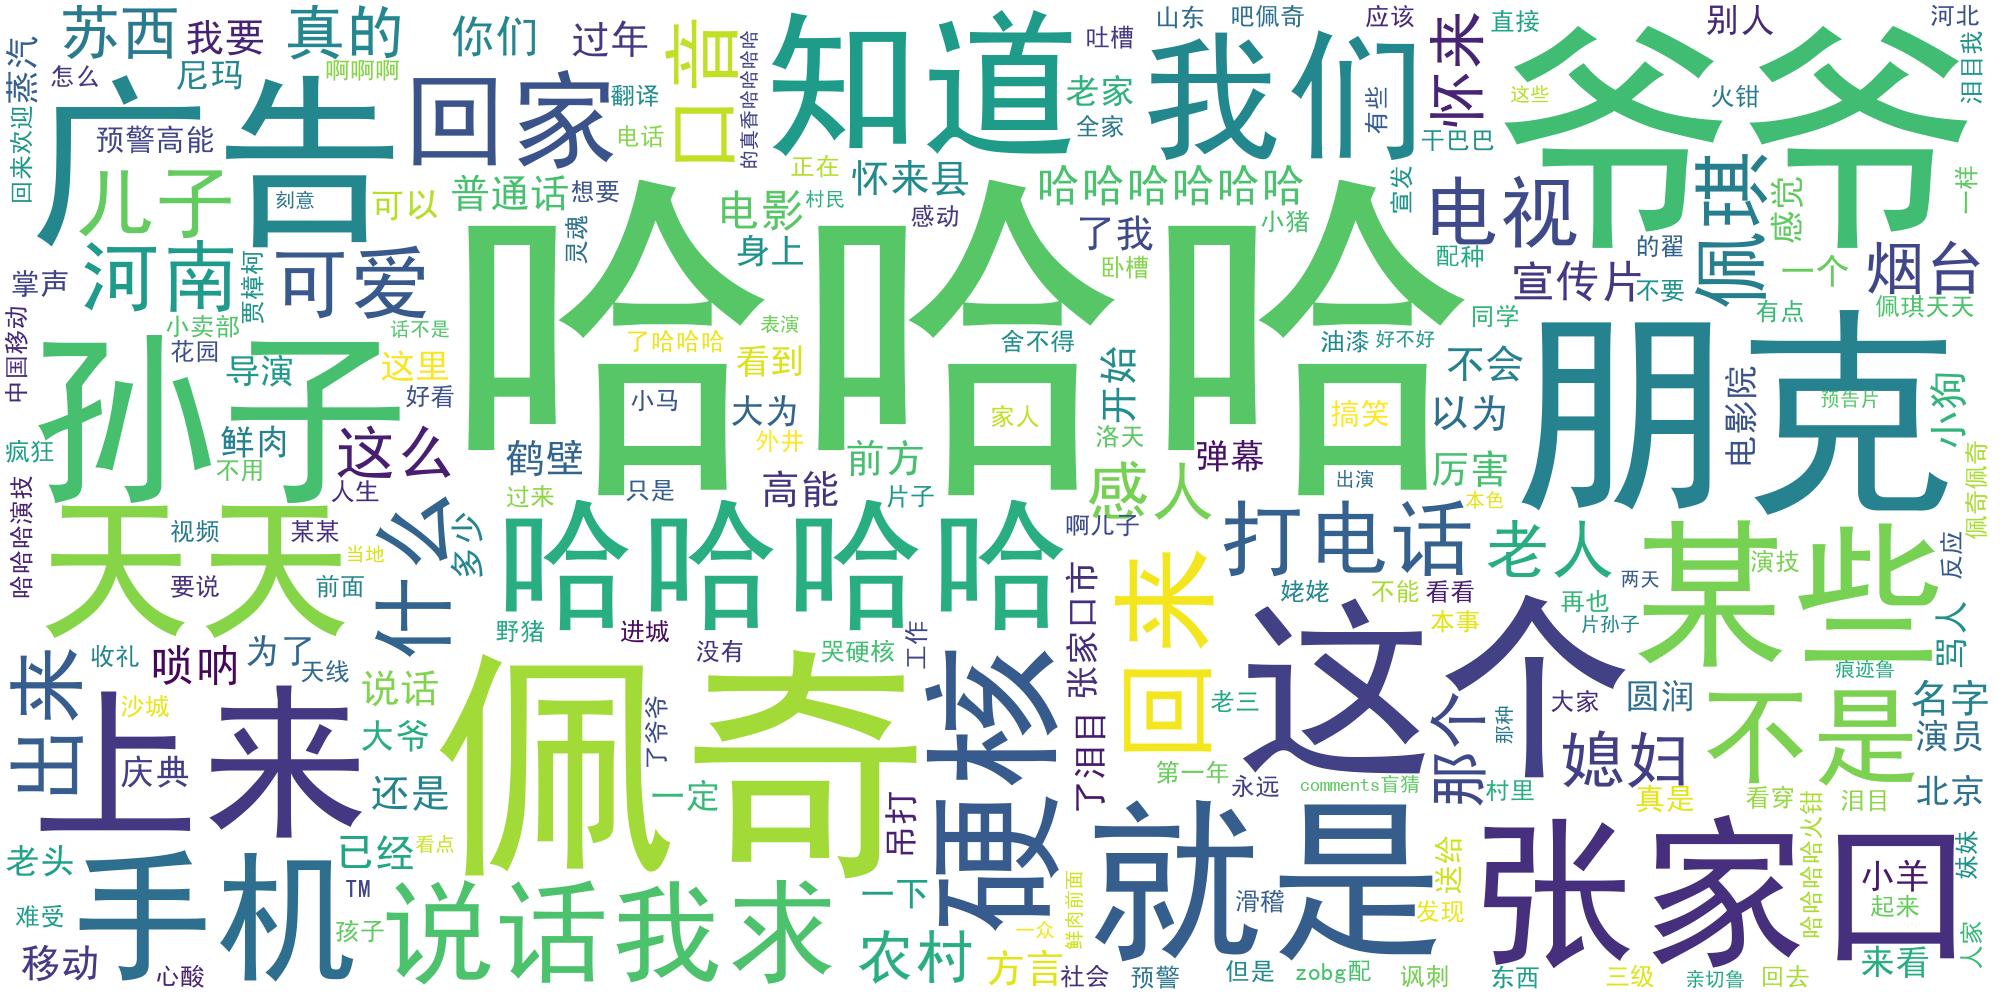 苏西
我要
真的
你们
过年
口音
的真香哈哈哈哈哈
知道
吐槽
山东
吧佩奇
应该
怀来
直接
别人
河北
蒸汽
怎么
尼玛
啊啊啊
广告
回家
翻译
老家
我们
有些
爷爷
这些
火钳
泪目我
回来欢迎
预警高能
电话
全家
干巴巴
儿子
刻意
可以
普通话
想要
正在
电影
村民
怀来县
感动
哈哈哈哈哈哈
宣发
电视
佩琪
感觉
一样
河南
贾樟柯
可爱
灵魂
哈哈哈
身上
了我
卧槽
小猪
配种
的翟
宣传片
不要
一个
烟台
掌声
中国移动
小卖部
话不是
花园
导演
这里
好看
孙子
了哈哈哈
表演
看到
舍不得
油漆
好不好
同学
有点
佩琪天天
朋克
不会
电影院
预告片
小狗
小马
大为
家人
开始
搞笑
以为
疯狂
鲜肉
不用
这么
人生
鹤壁
外井
前方
洛天
感人
弹幕
厉害
佩奇佩奇
哈哈哈演技
过来
只是
高能
片子
出演
本色
天天
视频
某某
当地
什么
多少
哈哈哈哈
啊儿子
打电话
老人
某些
演技
反应
要说
前面
张家口市
回来
姥姥
不能
看看
两天
本事
再也
片孙子
骂人
出来
收礼
唢呐
为了
天线
野猪
进城
没有
哭硬核
工作
这个
痕迹鲁
上来
沙城
说话
佩奇
了爷爷
硬核
老三
那个
那种
大家
圆润
不是
名字
庆典
大爷
了泪目
媳妇
演员
还是
一定
第一年
永远
comments盲猜
村里
真是
看穿
泪目
北京
老头
手机
已经
看点
吊打
就是
送给
张家口
哈哈哈哈火钳
小羊
妹妹
TM
说话我求
一下
滑稽
发现
起来
难受
孩子
农村
一众
鲜肉前面
人家
移动
心酸
方言
社会
预警
但是
zobg配
讽刺
东西
三级
亲切鲁
回去
来看